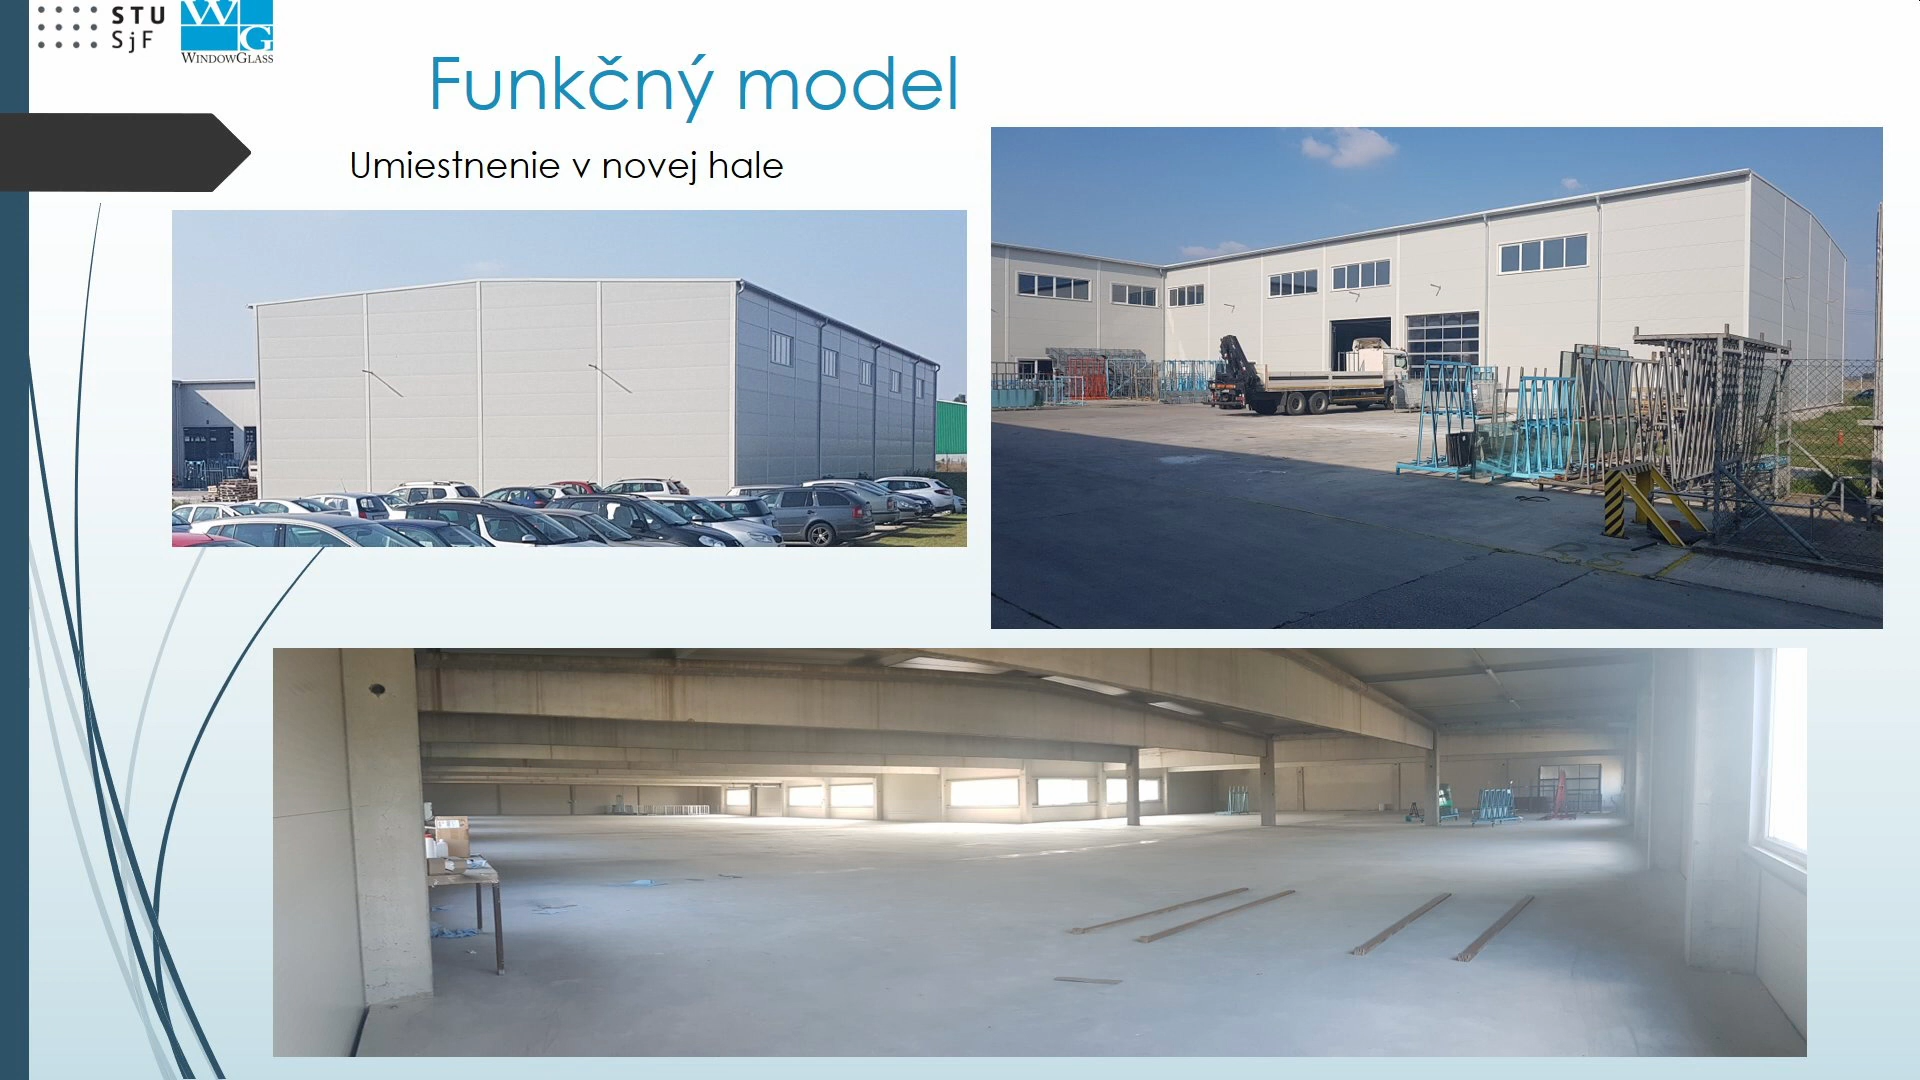 STU
SjF
WG
WINDOWGLASS
Funkčný model
Umiestnenie v novej hale